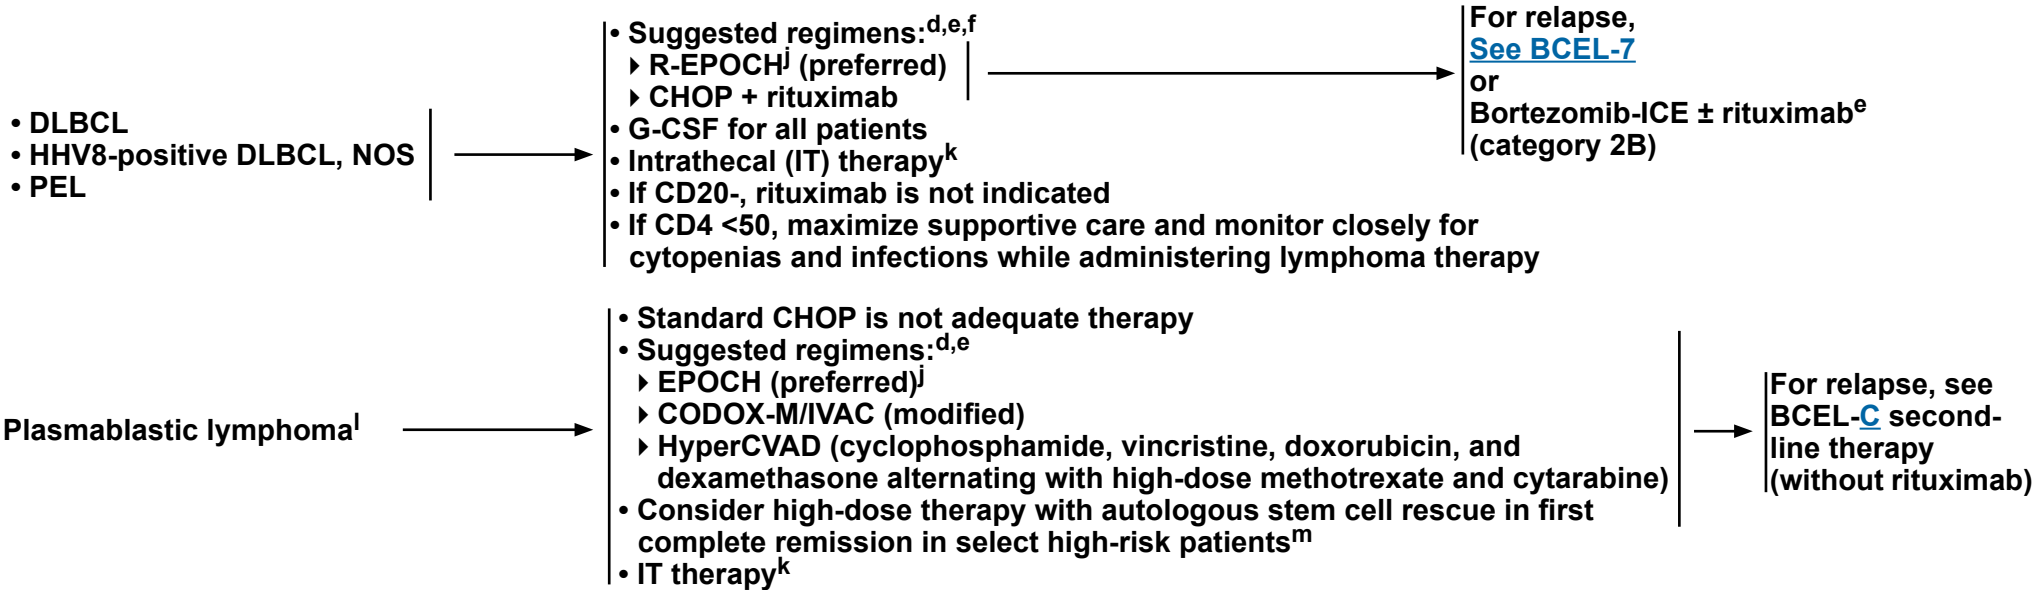 • DLBCL
• HHV8-positive DLBCL, NOS
• PEL
• Suggested regimens:d,e,f
‣ R-EPOCHj (preferred)
‣ CHOP + rituximab
• G-CSF for all patients
• Intrathecal (IT) therapyk
• If CD20-, rituximab is not indicated
• If CD4 <50, maximize supportive care and monitor closely for
cytopenias and infections while administering lymphoma therapy
For relapse,
See BCEL-7
or
Bortezomib-ICE ± rituximabe
(category 2B)
Plasmablastic lymphomal
• Standard CHOP is not adequate therapy
• Suggested regimens:d,e
‣ EPOCH (preferred)j
‣ CODOX-M/IVAC (modified)
‣ HyperCVAD (cyclophosphamide, vincristine, doxorubicin, and
dexamethasone alternating with high-dose methotrexate and cytarabine)
• Consider high-dose therapy with autologous stem cell rescue in first
complete remission in select high-risk patientsm
• IT therapyk
For relapse, see
BCEL-C second-
line therapy
(without rituximab)